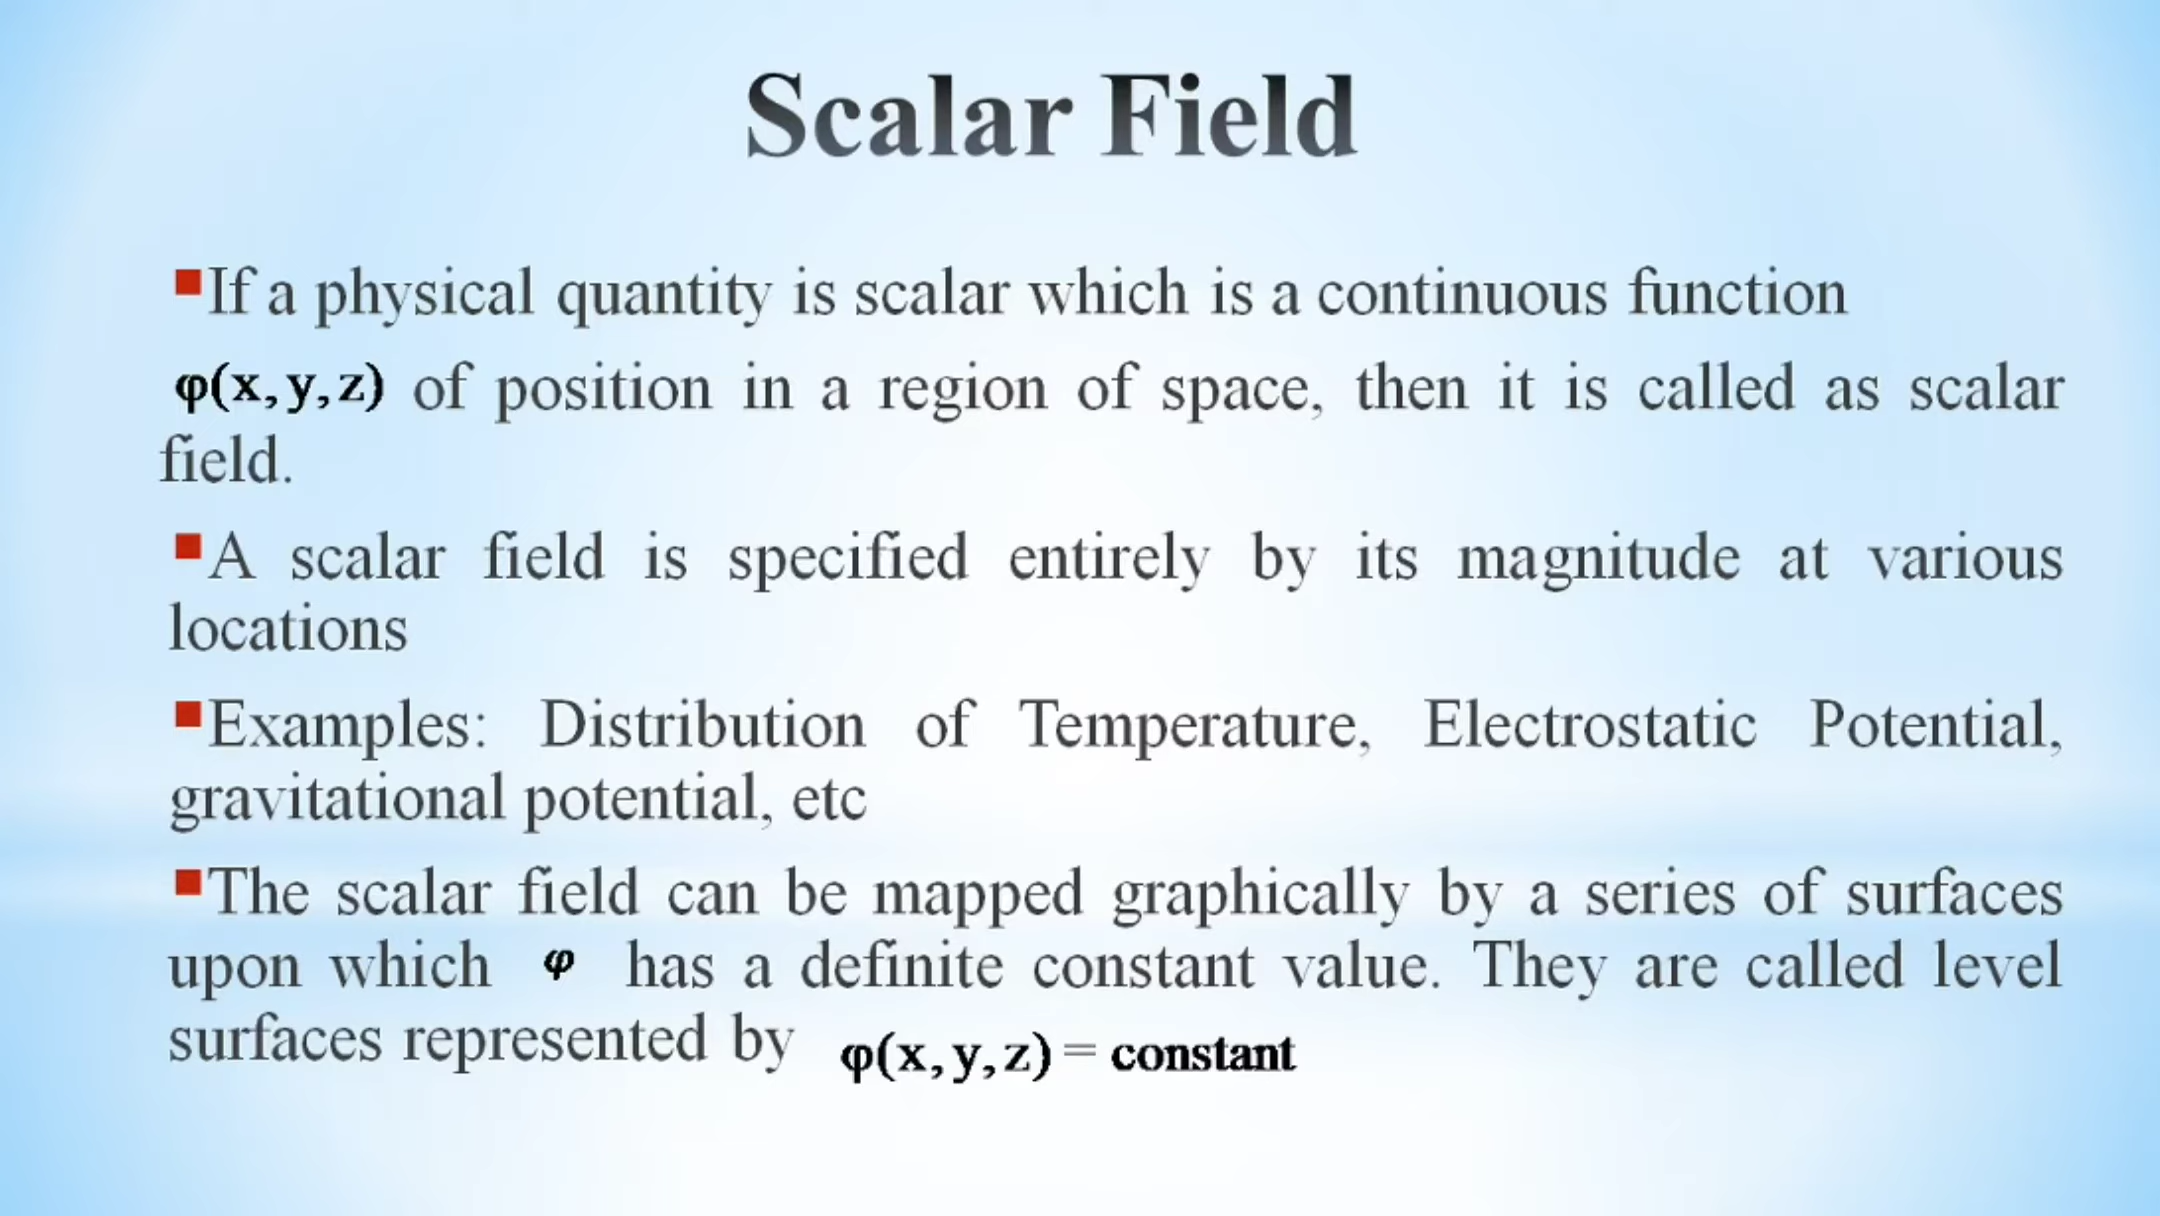 Scalar Field
▪If a physical quantity is scalar which is a continuous function
φ(x,y,z) of position in a region of space, then it is called as scalar
field.
▪A scalar field is specified entirely by its magnitude at various
locations
▪Examples: Distribution of Temperature, Electrostatic Potential,
gravitational potential, etc
▪The scalar field can be mapped graphically by a series of surfaces
upon which φ has a definite constant value. They are called level
surfaces represented by φ(x,y,z) = constant